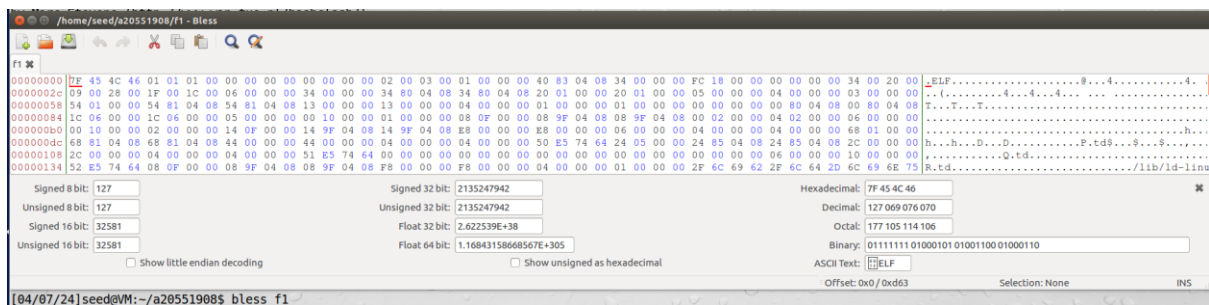 /home/seed/a20551908/f1 - Bless
f1
00000000 7F 45 4C 46 01 01 01 00 00 00 00 00 00 00 00 00 02 00 03 00 01 00 00 00 40 83 04 08 34 00 00 00 FC 18 00 00 00 00 00 00 34 00 20 00 .ELF....................@...4...........4. .
0000002c 09 00 28 00 1F 00 1C 00 06 00 00 00 34 00 00 00 34 80 04 08 34 80 04 08 20 01 00 00 20 01 00 00 05 00 00 00 04 00 00 00 03 00 00 00 ..(.........4...4...4... ... ...............
00000058 54 01 00 00 54 81 04 08 54 81 04 08 13 00 00 00 13 00 00 00 04 00 00 00 01 00 00 00 01 00 00 00 00 00 00 00 00 80 04 08 00 80 04 08 T...T...T...................................
00000084 1C 06 00 00 1C 06 00 00 05 00 00 00 00 10 00 00 01 00 00 00 08 0F 00 00 08 9F 04 08 08 9F 04 08 00 02 00 00 04 02 00 00 06 00 00 00 ............................................
000000b0 00 10 00 00 02 00 00 00 14 0F 00 00 14 9F 04 08 14 9F 04 08 E8 00 00 00 E8 00 00 00 06 00 00 00 04 00 00 00 04 00 00 00 68 01 00 00 ........................................h...
000000dc 68 81 04 08 68 81 04 08 44 00 00 00 44 00 00 00 04 00 00 00 04 00 00 00 50 E5 74 64 24 05 00 00 24 85 04 08 24 85 04 08 2C 00 00 00 h...h...D...D...........P.td$...$...$...,...
00000108 2C 00 00 00 04 00 00 00 04 00 00 00 51 E5 74 64 00 00 00 00 00 00 00 00 00 00 00 00 00 00 00 00 00 00 00 00 06 00 00 00 10 00 00 00 ,...........Q.td............................
00000134 52 E5 74 64 08 0F 00 00 08 9F 04 08 08 9F 04 08 F8 00 00 00 F8 00 00 00 04 00 00 00 01 00 00 00 2F 6C 69 62 2F 6C 64 2D 6C 69 6E 75 R.td............................/lib/ld-linu
Signed 8 bit: 127 Signed 32 bit: 2135247942 Hexadecimal: 7F 45 4C 46
Unsigned 8 bit: 127 Unsigned 32 bit: 2135247942 Decimal: 127 069 076 070
Signed 16 bit: 32581 Float 32 bit: 2.622539E+38 Octal: 177 105 114 106
Unsigned 16 bit: 32581 Float 64 bit: 1.16843158668567E+305 Binary: 01111111 01000101 01001100 01000110
Show little endian decoding Show unsigned as hexadecimal ASCII Text: ELF
Offset: 0x0 / 0xd63 Selection: None INS
[04/07/24]seed@VM:~/a20551908$ bless f1